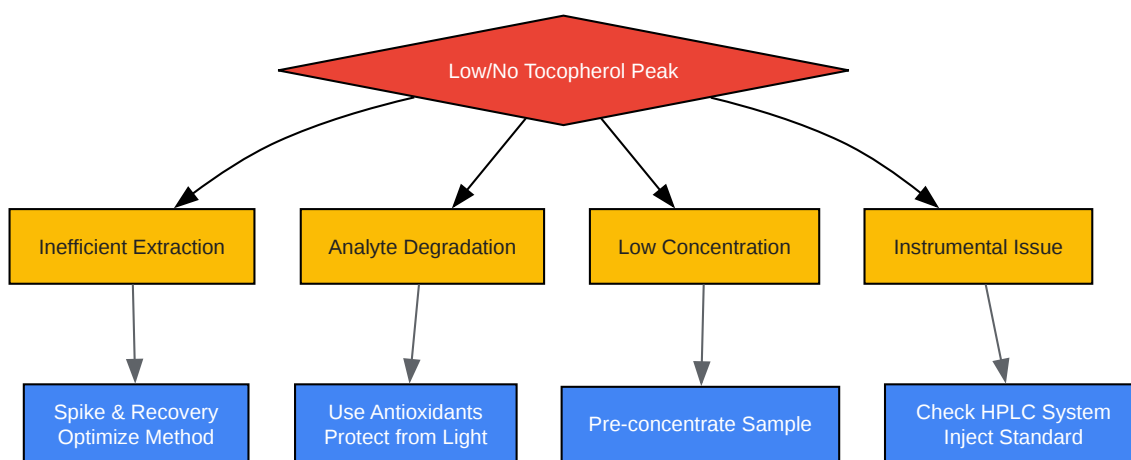 Low/No Tocopherol Peak
Inefficient Extraction
Analyte Degradation
Low Concentration
Instrumental Issue
Spike & Recovery
Optimize Method
Use Antioxidants
Protect from Light
Pre-concentrate Sample
Check HPLC System
Inject Standard